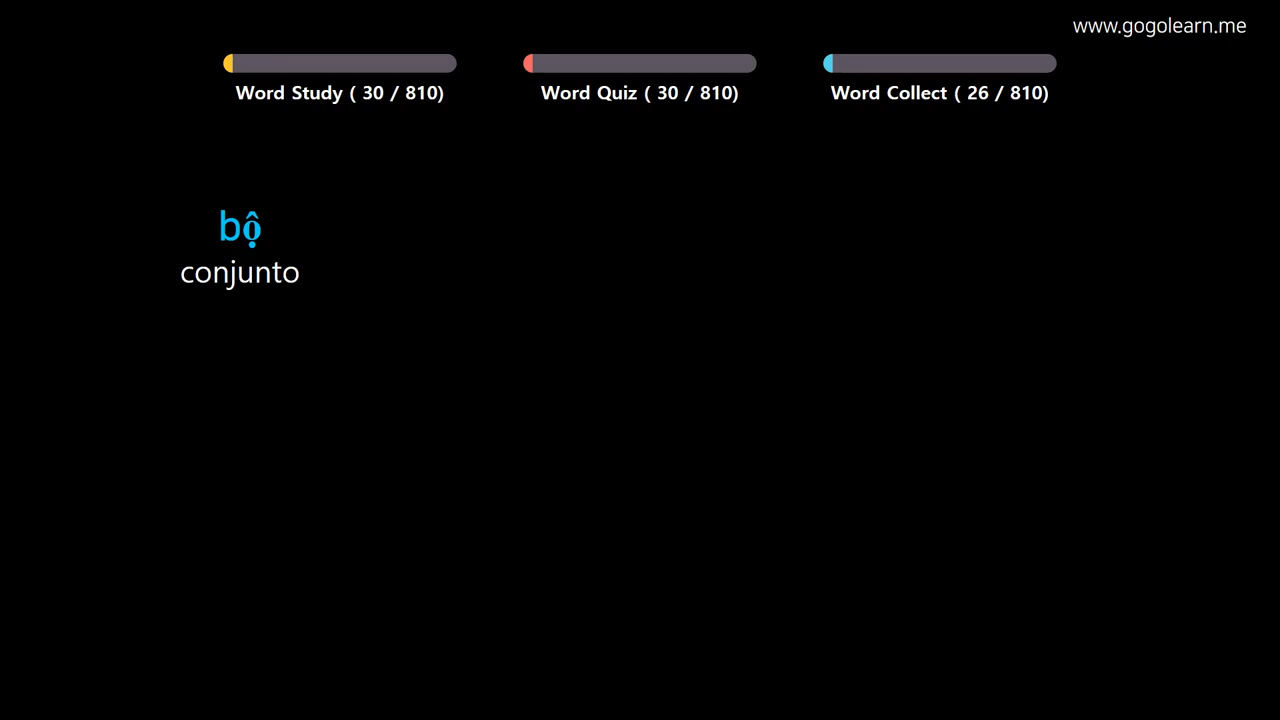 www.gogolearn.me
Word Study ( 30 / 810)
Word Quiz ( 30 / 810)
Word Collect ( 26 / 810)
bộ
conjunto